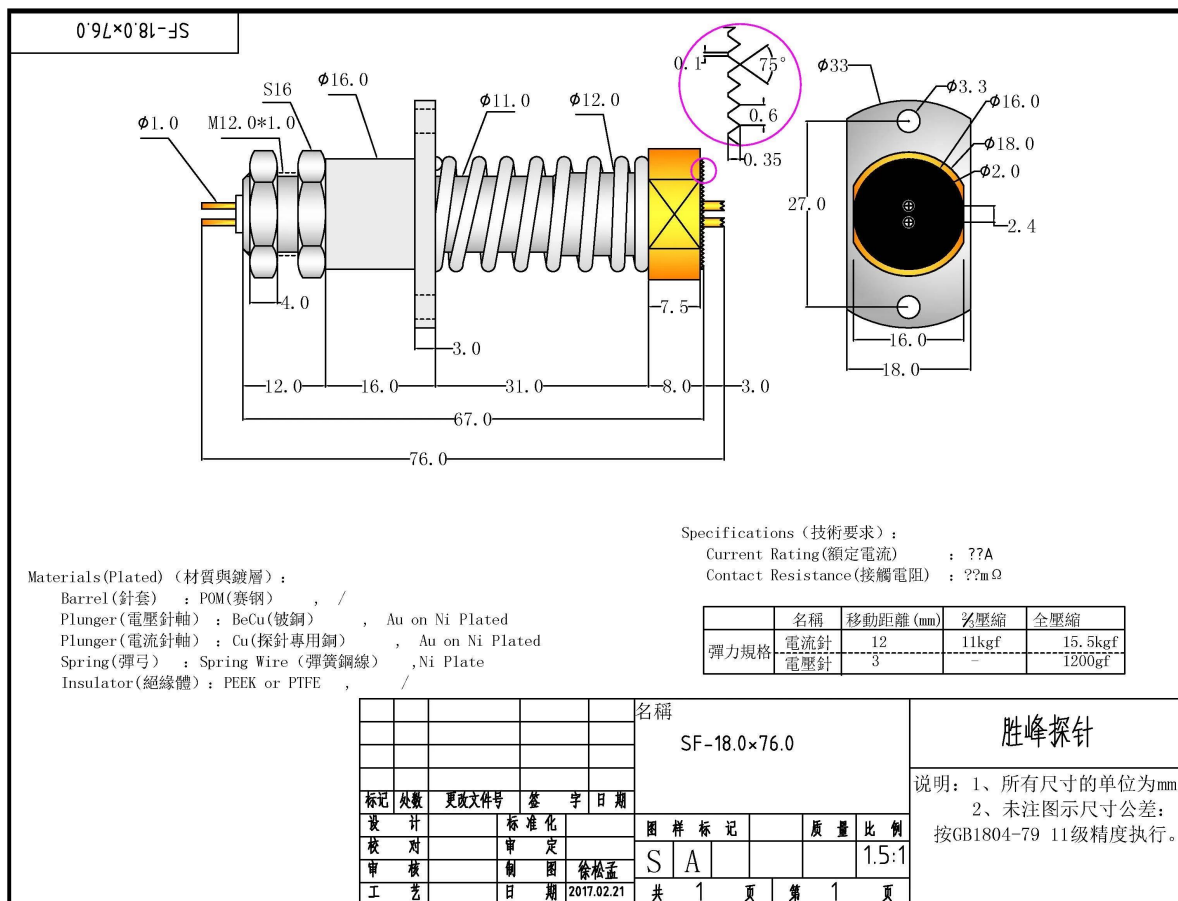 SF-18.0×76.0
0.1
75°
0.6
0.35
ϕ1.0
M12.0*1.0
S16
ϕ16.0
ϕ11.0
ϕ12.0
4.0
3.0
7.5
12.0
16.0
31.0
8.0
3.0
67.0
76.0
ϕ33
ϕ3.3
ϕ16.0
ϕ18.0
ϕ2.0
27.0
2.4
16.0
18.0
Materials(Plated)（材質與鍍層）:
Barrel(針套) : POM(赛钢) , /
Plunger(電壓針軸) : BeCu(铍銅) , Au on Ni Plated
Plunger(電流針軸) : Cu(探針專用銅) , Au on Ni Plated
Spring(彈弓) : Spring Wire（彈簧鋼線） ,Ni Plate
Insulator(絕緣體) : PEEK or PTFE , /
Specifications（技術要求）:
Current Rating(額定電流) : ??A
Contact Resistance(接觸電阻) : ??mΩ
名稱 移動距離(mm) ⅔壓縮 全壓縮
彈力規格 電流針 12 11kgf 15.5kgf
電壓針 3 - 1200gf
标记 处数 更改文件号 签 字 日 期
设 计 标 准 化
校 对 审 定
审 核 制 图 徐松孟
工 艺 日 期 2017.02.21
名稱
SF-18.0×76.0
图 样 标 记 质 量 比 例
S A 1.5:1
共 1 页 第 1 页
胜峰探针
说明: 1、所有尺寸的单位为mm
2、未注图示尺寸公差:
按GB1804-79 11级精度执行。